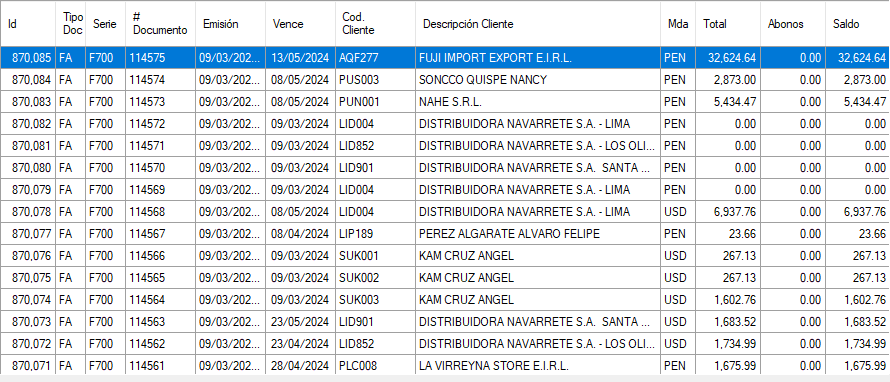 Id Tipo Doc Serie # Documento Emisión Vence Cod. Cliente Descripción Cliente Mda Total Abonos Saldo
870,085 FA F700 114575 09/03/202... 13/05/2024 AQF277 FUJI IMPORT EXPORT E.I.R.L. PEN 32,624.64 0.00 32,624.64
870,084 FA F700 114574 09/03/202... 08/05/2024 PUS003 SONCCO QUISPE NANCY PEN 2,873.00 0.00 2,873.00
870,083 FA F700 114573 09/03/202... 08/05/2024 PUN001 NAHE S.R.L. PEN 5,434.47 0.00 5,434.47
870,082 FA F700 114572 09/03/202... 09/03/2024 LID004 DISTRIBUIDORA NAVARRETE S.A. - LIMA PEN 0.00 0.00 0.00
870,081 FA F700 114571 09/03/202... 09/03/2024 LID852 DISTRIBUIDORA NAVARRETE S.A. - LOS OLI... PEN 0.00 0.00 0.00
870,080 FA F700 114570 09/03/202... 09/03/2024 LID901 DISTRIBUIDORA NAVARRETE S.A. SANTA ... PEN 0.00 0.00 0.00
870,079 FA F700 114569 09/03/202... 09/03/2024 LID004 DISTRIBUIDORA NAVARRETE S.A. - LIMA PEN 0.00 0.00 0.00
870,078 FA F700 114568 09/03/202... 08/05/2024 LID004 DISTRIBUIDORA NAVARRETE S.A. - LIMA USD 6,937.76 0.00 6,937.76
870,077 FA F700 114567 09/03/202... 08/04/2024 LIP189 PEREZ ALGARATE ALVARO FELIPE PEN 23.66 0.00 23.66
870,076 FA F700 114566 09/03/202... 09/03/2024 SUK001 KAM CRUZ ANGEL USD 267.13 0.00 267.13
870,075 FA F700 114565 09/03/202... 09/03/2024 SUK002 KAM CRUZ ANGEL USD 267.13 0.00 267.13
870,074 FA F700 114564 09/03/202... 09/03/2024 SUK003 KAM CRUZ ANGEL USD 1,602.76 0.00 1,602.76
870,073 FA F700 114563 09/03/202... 23/05/2024 LID901 DISTRIBUIDORA NAVARRETE S.A. SANTA ... USD 1,683.52 0.00 1,683.52
870,072 FA F700 114562 09/03/202... 23/04/2024 LID852 DISTRIBUIDORA NAVARRETE S.A. - LOS OLI... USD 1,734.99 0.00 1,734.99
870,071 FA F700 114561 09/03/202... 28/04/2024 PLC008 LA VIRREYNA STORE E.I.R.L. PEN 1,675.99 0.00 1,675.99